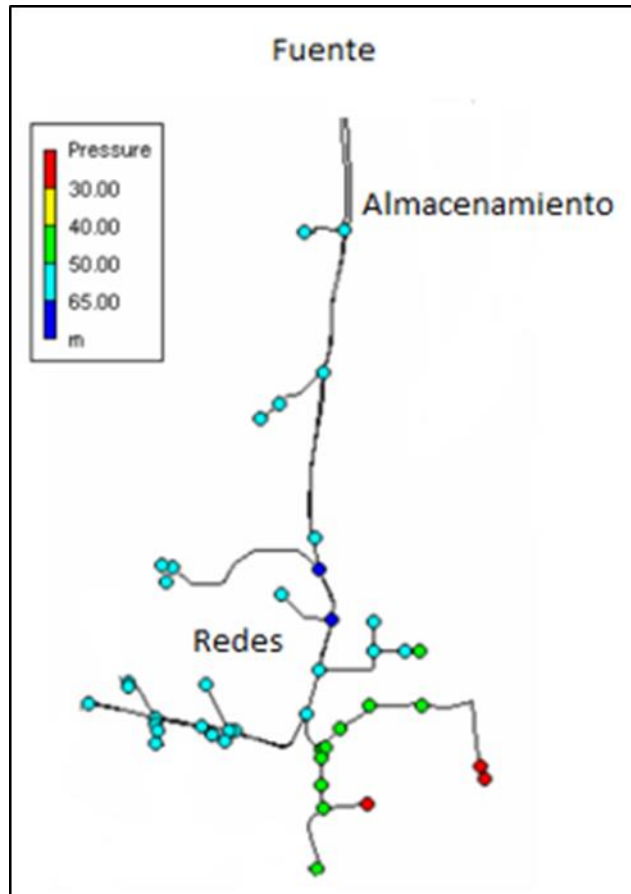 Fuente
Pressure
30.00
40.00
50.00
65.00
m
Almacenamiento
Redes